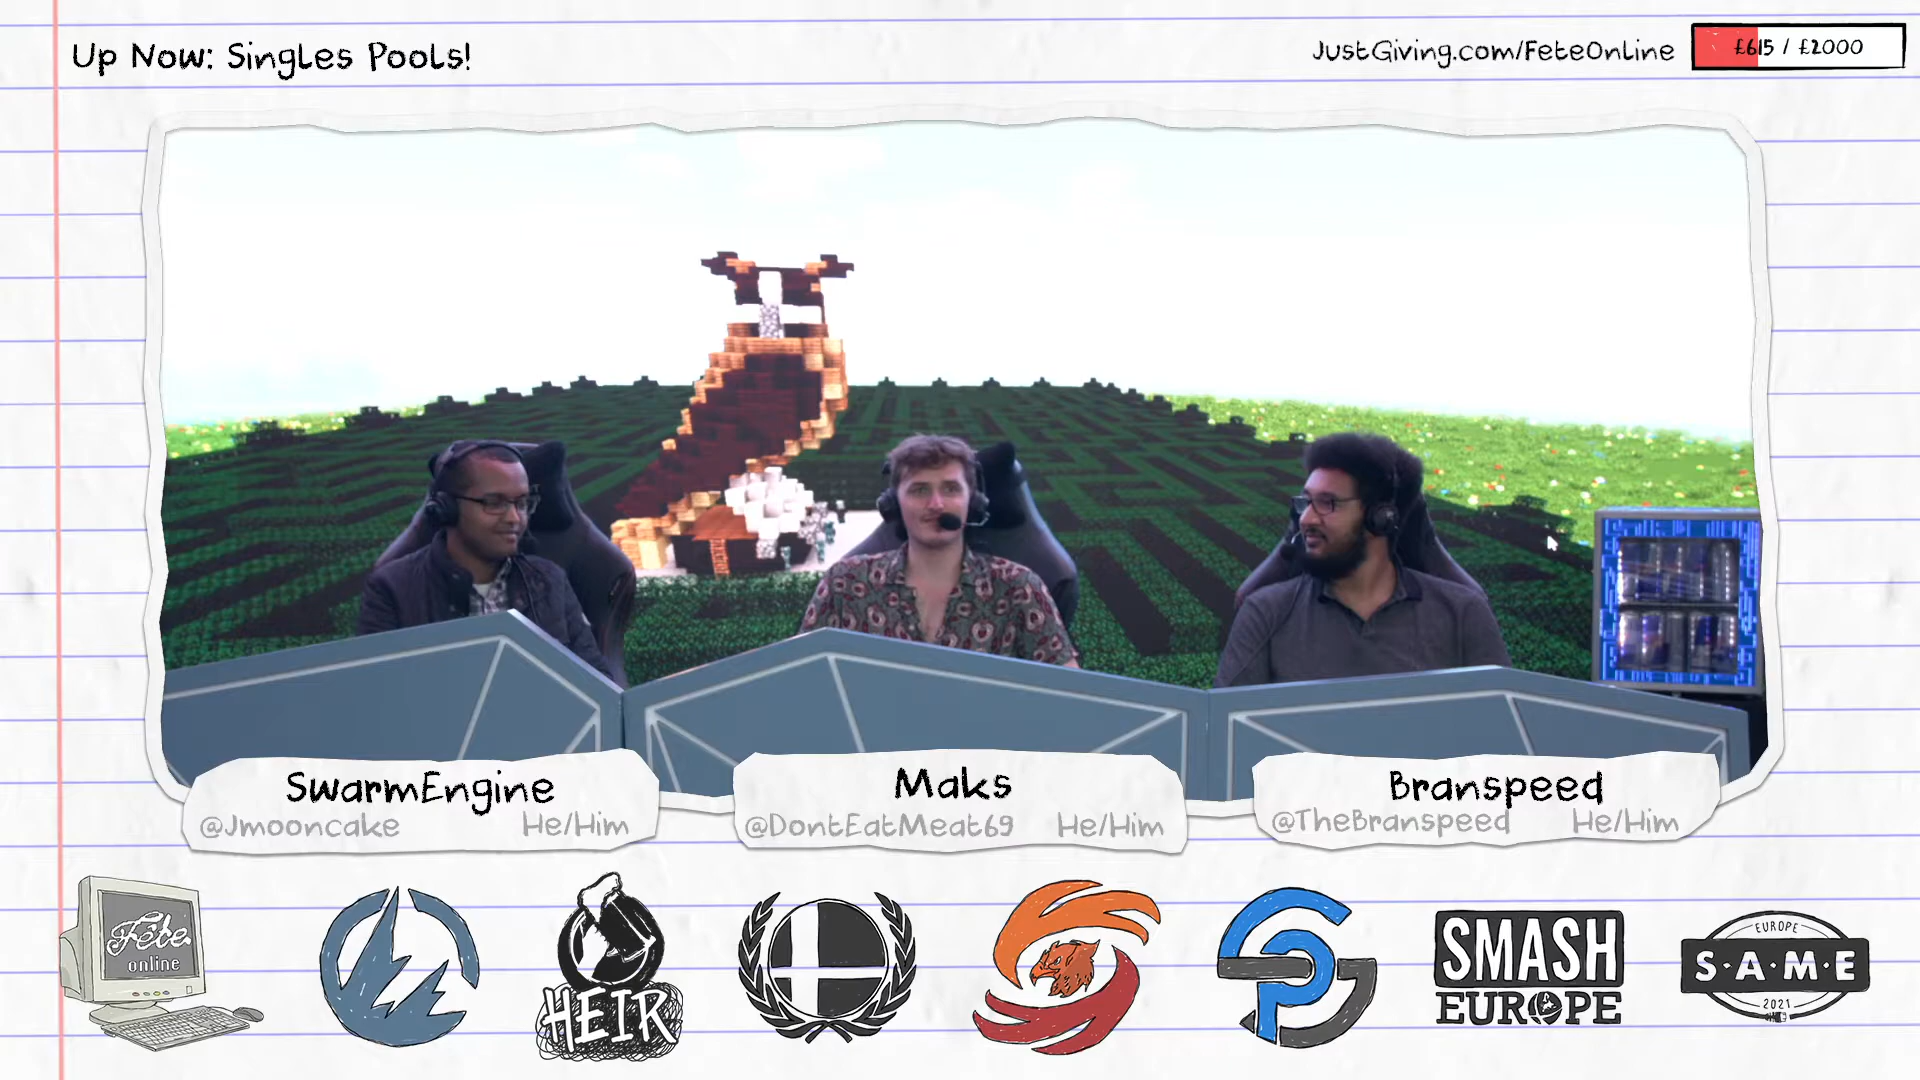 Up Now: Singles Pools!
JustGiving.com/FeteOnline
£615 / £2000
SwarmEngine
@Jmooncake He/Him
Maks
@DontEatMeat69 He/Him
Branspeed
@TheBranspeed He/Him
Fête
online
HEIR
SMASH
EUROPE
EUROPE
S·A·M·E
2021